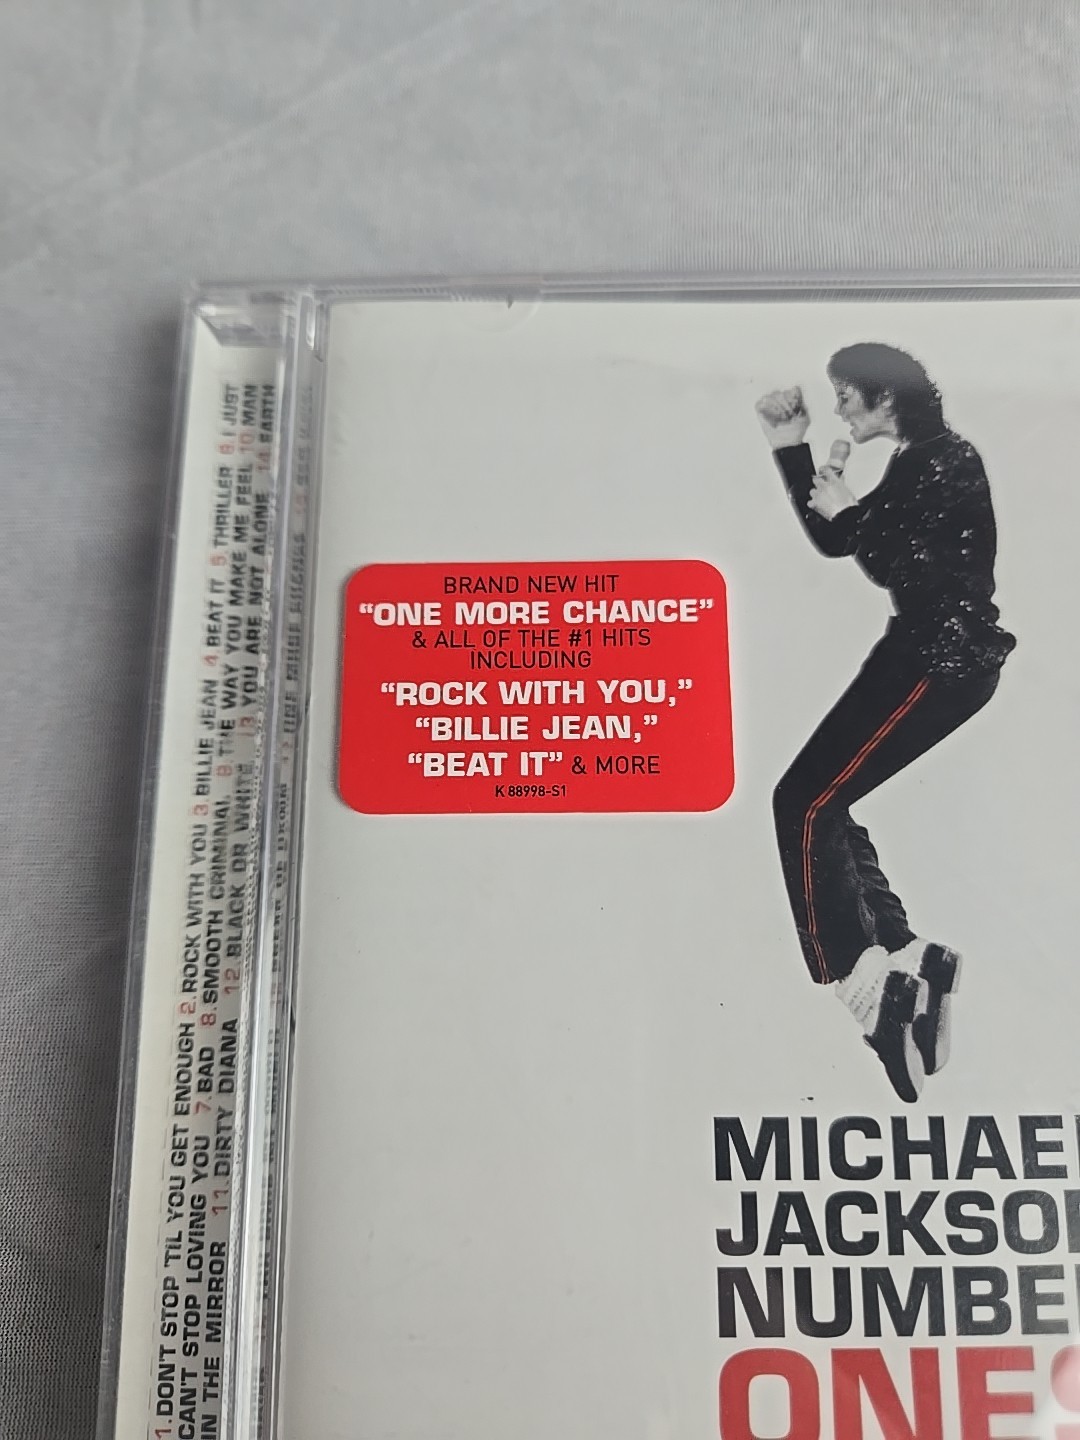 BRAND NEW HIT
“ONE MORE CHANCE”
& ALL OF THE #1 HITS
INCLUDING
“ROCK WITH YOU,”
“BILLIE JEAN,”
“BEAT IT” & MORE
K 88998-S1
MICHAEL
JACKSO
NUMBE
ONES
1.DON'T STOP 'TIL YOU GET ENOUGH 2.ROCK WITH YOU 3.BILLIE JEAN 4.BEAT IT 5.THRILLER 6.I JUST
CAN'T STOP LOVING YOU 7.BAD 8.SMOOTH CRIMINAL 9.THE WAY YOU MAKE ME FEEL 10.MAN
IN THE MIRROR 11.DIRTY DIANA 12.BLACK OR WHITE 13.YOU ARE NOT ALONE 14.EARTH